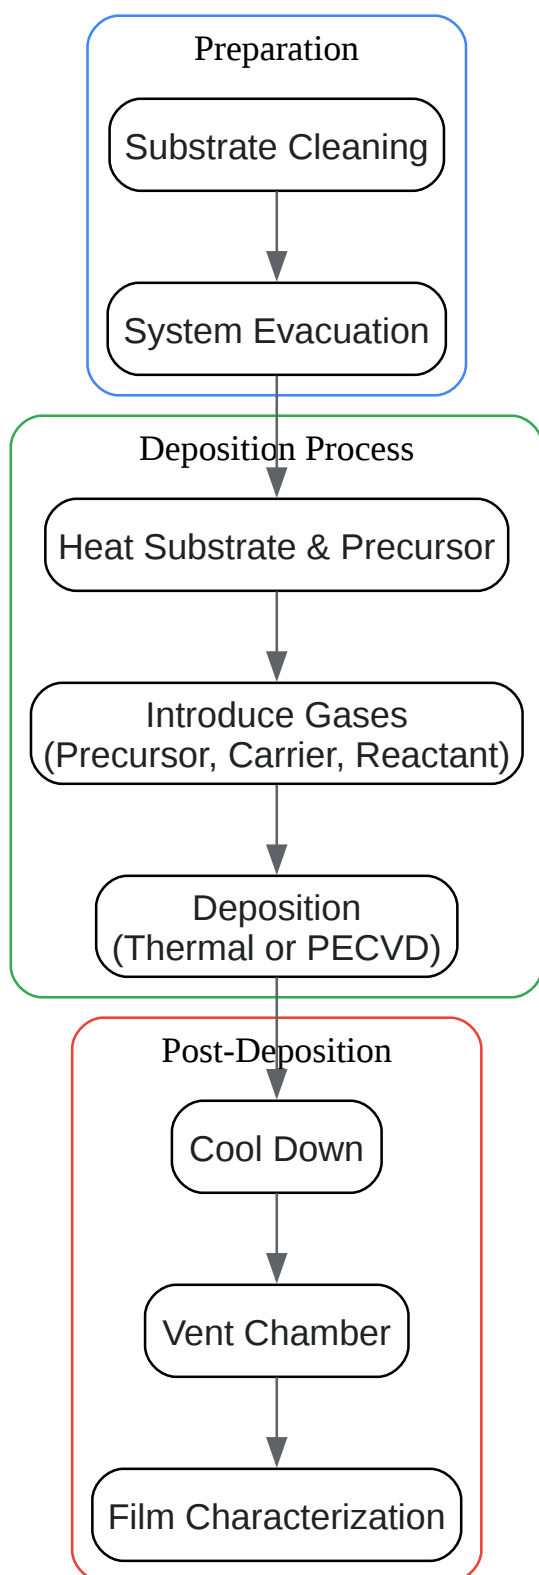 Preparation
Substrate Cleaning
System Evacuation
Deposition Process
Heat Substrate & Precursor
Introduce Gases
(Precursor, Carrier, Reactant)
Deposition
(Thermal or PECVD)
Post-Deposition
Cool Down
Vent Chamber
Film Characterization